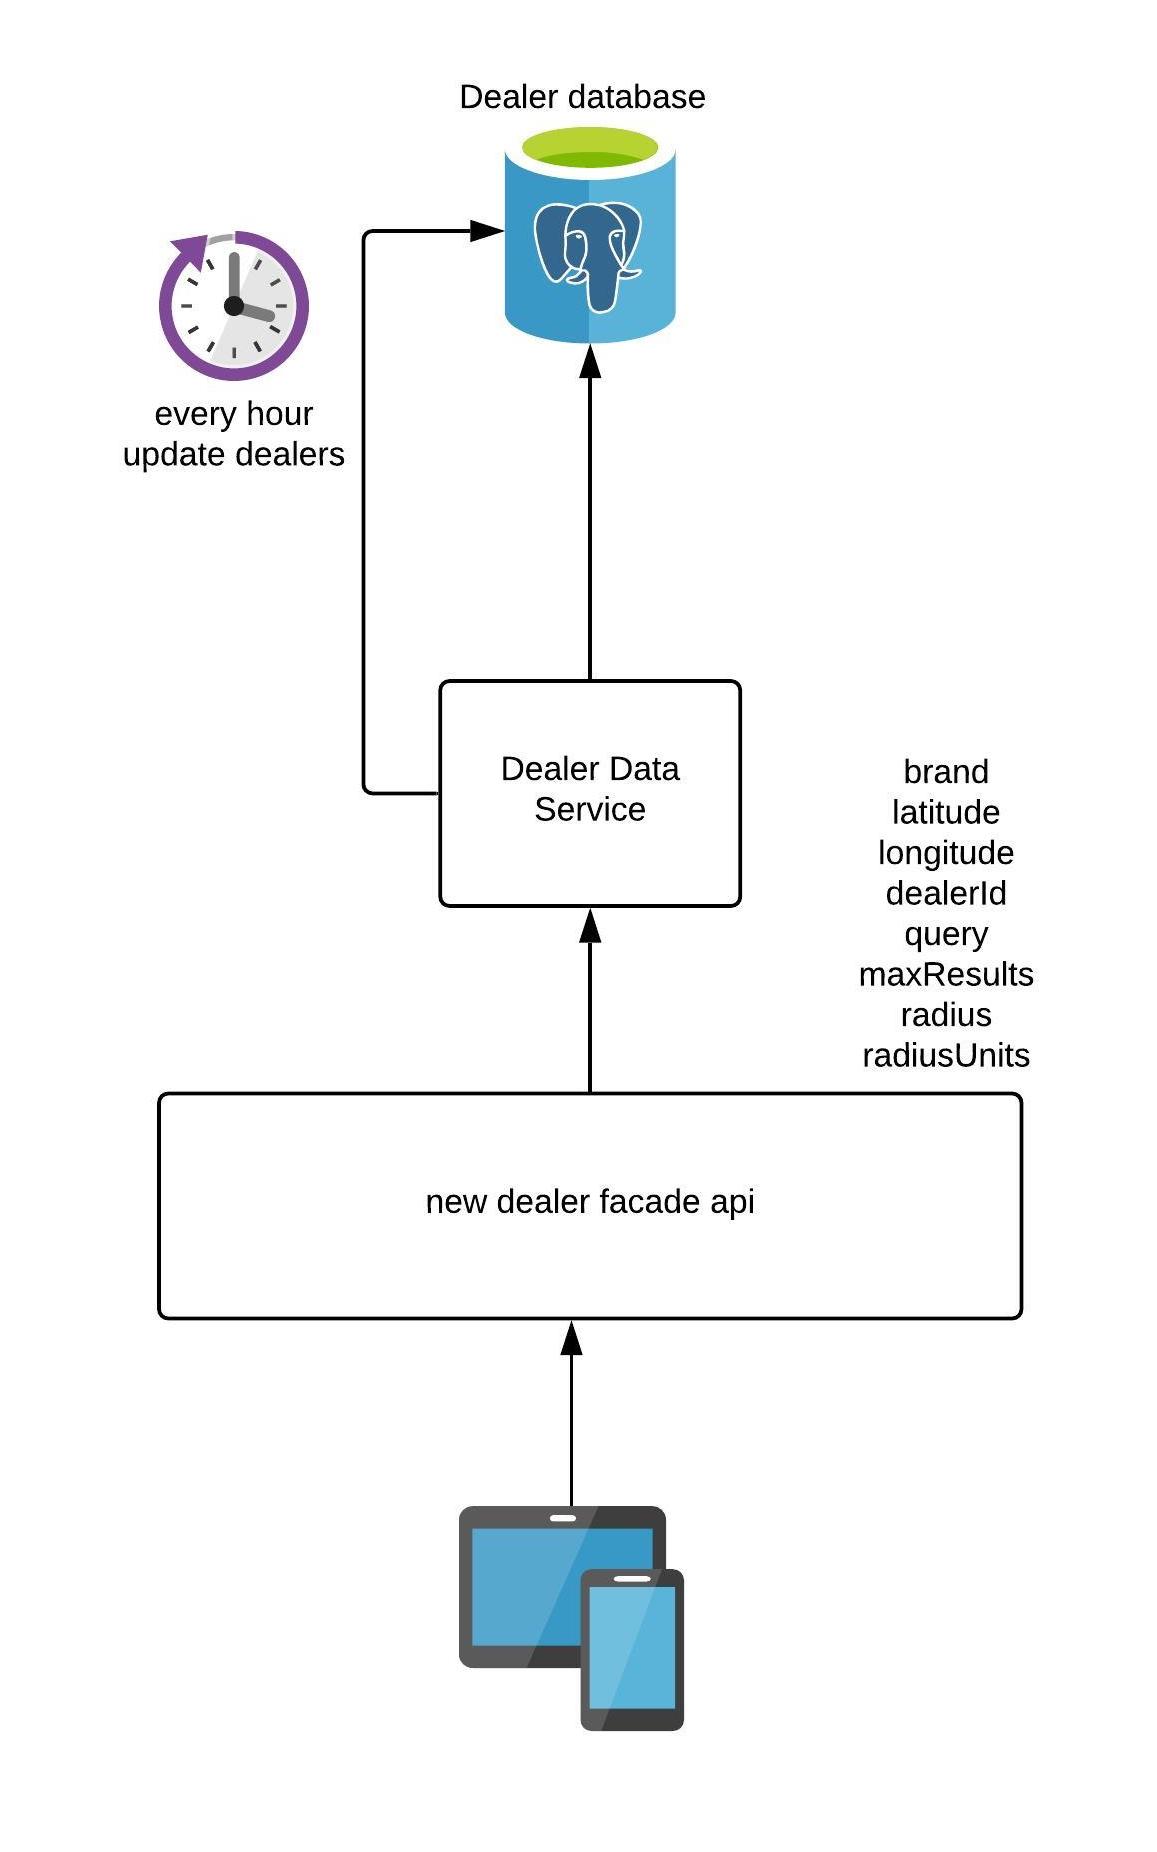 Dealer database
every hour
update dealers
Dealer Data
Service
brand
latitude
longitude
dealerId
query
maxResults
radius
radiusUnits
new dealer facade api